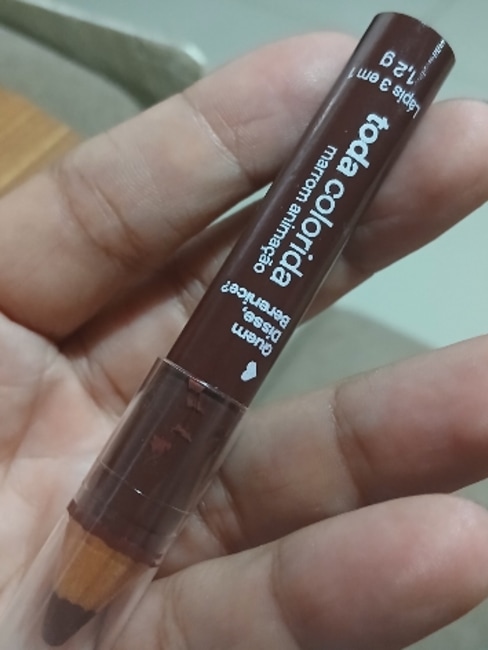 toda colorida
marrom animação
Quem
Disse,
Berenice?
Lápis 3 em 1
1,2 g